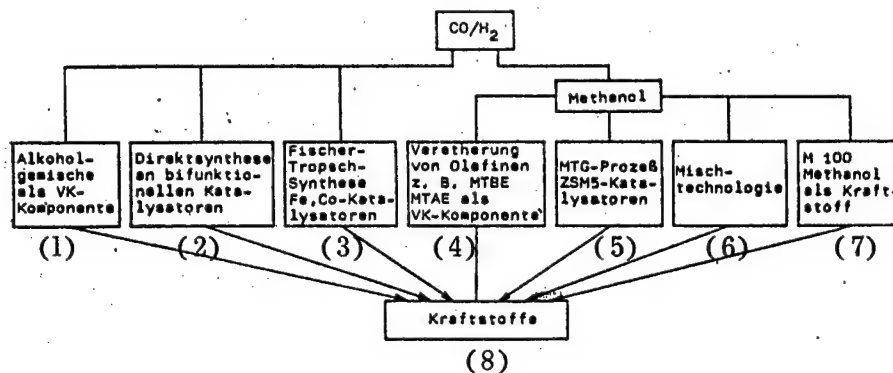 CO/H2
Methanol
Alkohol-
gemische
als VK-
Komponente
Direktsynthese
an bifunktio-
nellen Kata-
lysatoren
Fischer-
Tropsch-
Synthese
Fe,Co-Kata-
lysatoren
Veretherung
von Olefinen
z. B. MTBE
MTAE als
VK-Komponente
MTG-Prozeß
ZSM5-Kata-
lysatoren
Misch-
technologie
M 100
Methanol
als Kraft-
stoff
(1)
(2)
(3)
(4)
(5)
(6)
(7)
Kraftstoffe
(8)